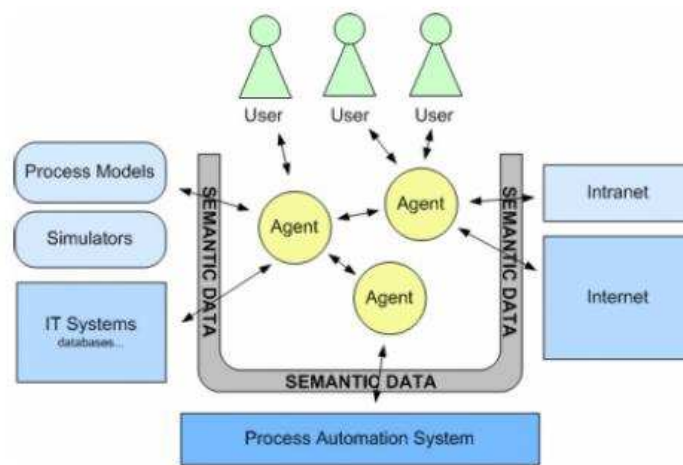 User
User
User
Process Models
Simulators
IT Systems
databases...
SEMANTIC DATA
Agent
Agent
Agent
SEMANTIC DATA
Intranet
Internet
SEMANTIC DATA
Process Automation System